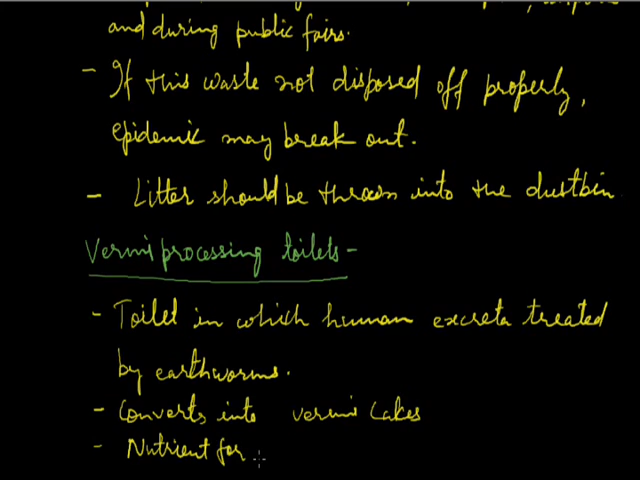 and during public fairs.
- If this waste not disposed off properly,
epidemic may break out.
- Litter should be thrown into the dustbin
Vermi processing toilets -
- Toilet in which human excreta treated
by earthworms.
- Converts into vermi cakes
- Nutrient for